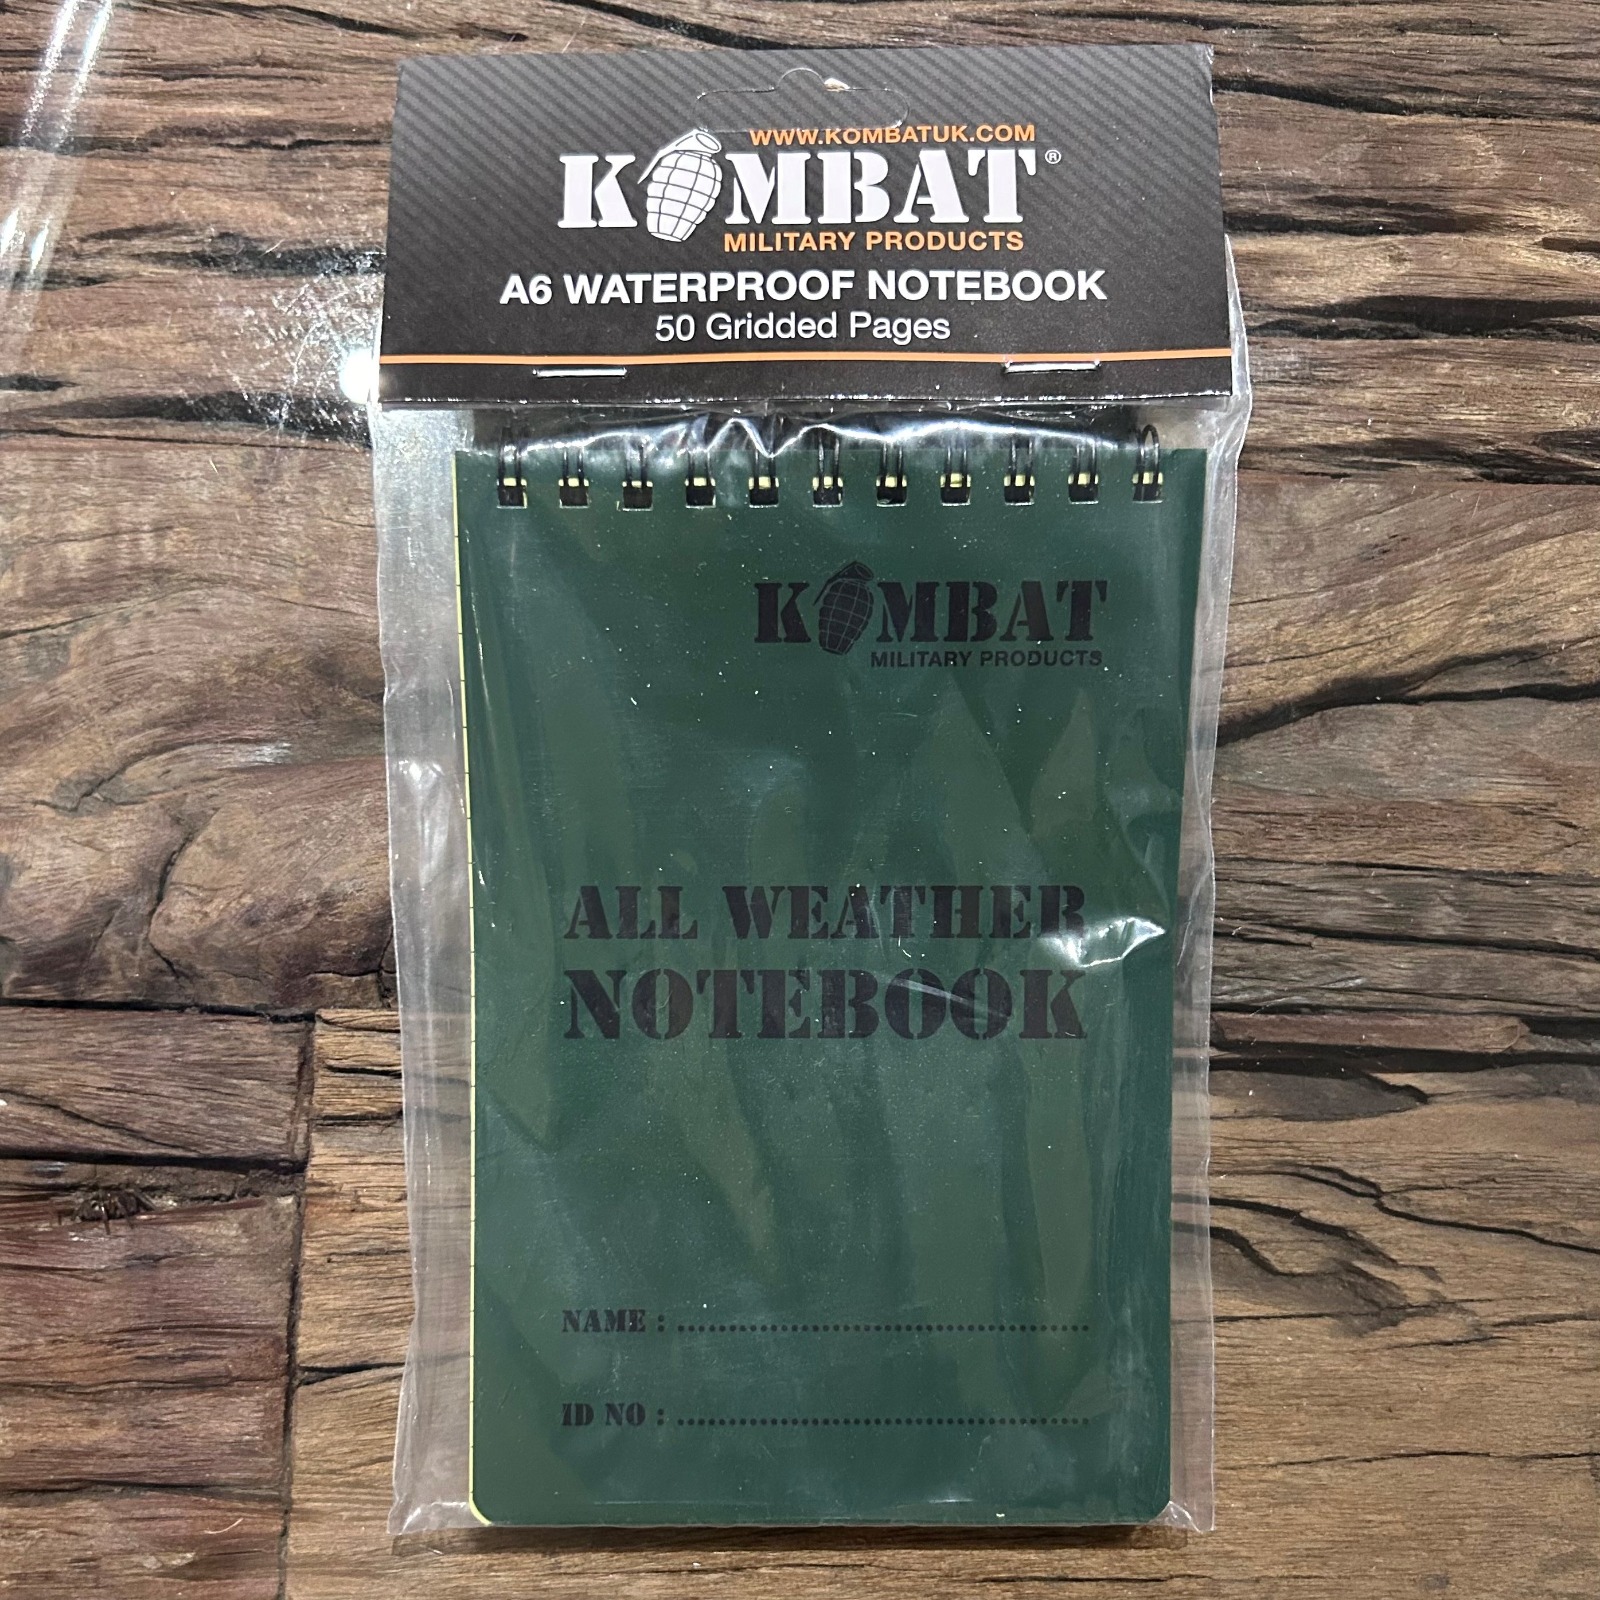 WWW.KOMBATUK.COM
KOMBAT®
MILITARY PRODUCTS
A6 WATERPROOF NOTEBOOK
50 Gridded Pages
KOMBAT
MILITARY PRODUCTS
ALL WEATHER
NOTEBOOK
NAME : ........................................................
ID NO : ........................................................